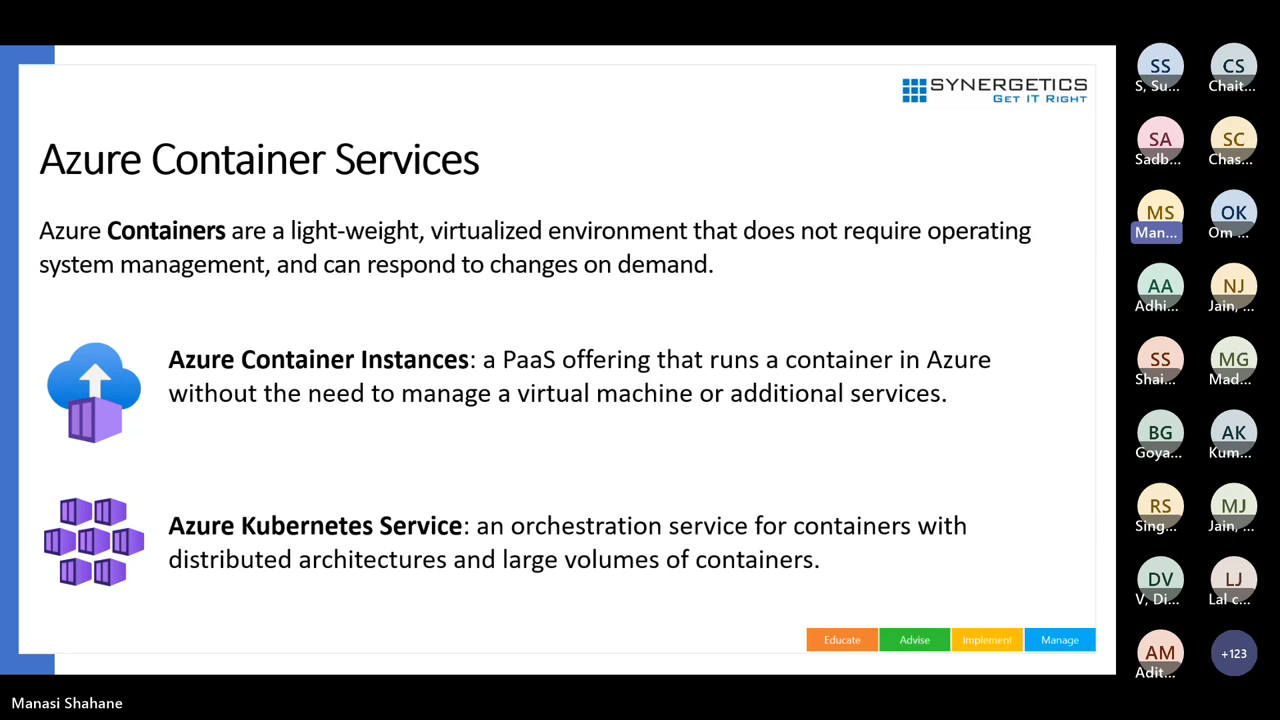 SYNERGETICS
GET IT RIGHT
Azure Container Services
Azure Containers are a light-weight, virtualized environment that does not require operating
system management, and can respond to changes on demand.
Azure Container Instances: a PaaS offering that runs a container in Azure
without the need to manage a virtual machine or additional services.
Azure Kubernetes Service: an orchestration service for containers with
distributed architectures and large volumes of containers.
Educate Advise Implement Manage
Manasi Shahane
SS CS
S, Su... Chait...
SA SC
Sadb... Chas...
MS OK
Man... Om ...
AA NJ
Adhi... Jain, ...
SS MG
Shai... Mad...
BG AK
Goya... Kum...
RS MJ
Sing... Jain, ...
DV LJ
V, Di... Lal c...
AM +123
Adit...